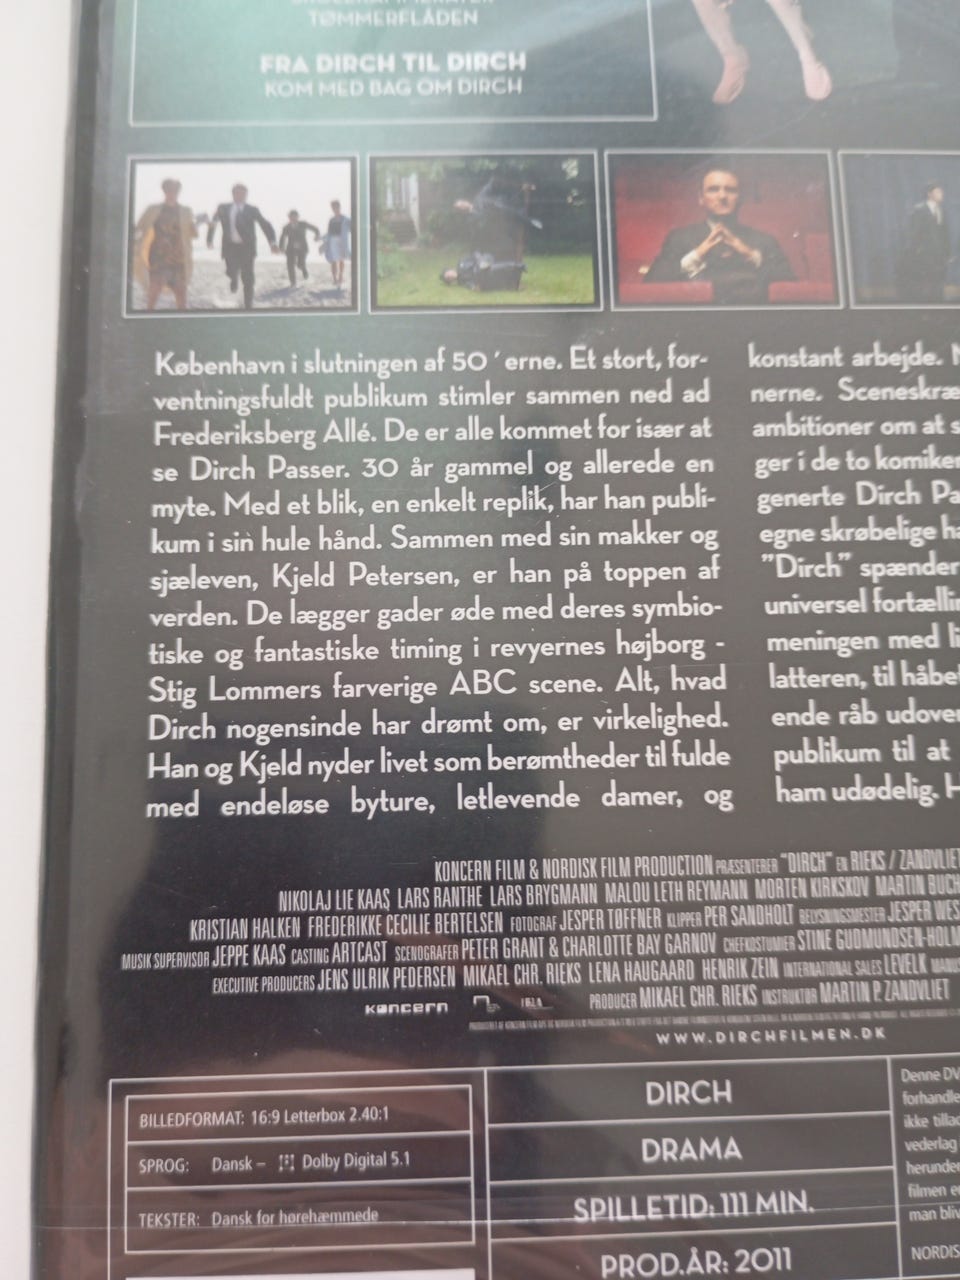 TØMMERFLÅDEN
FRA DIRCH TIL DIRCH
KOM MED BAG OM DIRCH
København i slutningen af 50´erne. Et stort, for-
ventningsfuldt publikum stimler sammen ned ad
Frederiksberg Allé. De er alle kommet for især at
se Dirch Passer. 30 år gammel og allerede en
myte. Med et blik, en enkelt replik, har han publi-
kum i sin hule hånd. Sammen med sin makker og
sjæleven, Kjeld Petersen, er han på toppen af
verden. De lægger gader øde med deres symbio-
tiske og fantastiske timing i revyernes højborg -
Stig Lommers farverige ABC scene. Alt, hvad
Dirch nogensinde har drømt om, er virkelighed.
Han og Kjeld nyder livet som berømtheder til fulde
med endeløse byture, letlevende damer, og
konstant arbejde.
nerne. Sceneskræ
ambitioner om at s
ger i de to komiker
generte Dirch Pa
egne skrøbelige ha
"Dirch" spænder
universel fortællin
meningen med li
latteren, til håbe
ende råb udover
publikum til at
ham udødelig. H
KONCERN FILM & NORDISK FILM PRODUCTION PRÆSENTERER "DIRCH" EN RIEKS / ZANDVLIET
NIKOLAJ LIE KAAS LARS RANTHE LARS BRYGMANN MALOU LETH REYMANN MORTEN KIRKSKOV MARTIN BUCH
KRISTIAN HALKEN FREDERIKKE CECILIE BERTELSEN FOTOGRAF JESPER TØFFNER KLIPPER PER SANDHOLT BELYSNINGSMESTER JESPER WES
MUSIK SUPERVISOR JEPPE KAAS CASTING ARTCAST SCENOGRAFER PETER GRANT & CHARLOTTE BAY GARNOV CHEFKOSTUMIER STINE GUDMUNDSEN-HOLM
EXECUTIVE PRODUCERS JENS ULRIK PEDERSEN MIKAEL CHR. RIEKS LENA HAUGAARD HENRIK ZEIN INTERNATIONAL SALES LEVELK MANUS
koncern PRODUCER MIKAEL CHR. RIEKS INSTRUKTØR MARTIN P. ZANDVLIET
WWW.DIRCHFILMEN.DK
BILLEDFORMAT: 16:9 Letterbox 2.40:1
SPROG: Dansk – Dolby Digital 5.1
TEKSTER: Dansk for hørehæmmede
DIRCH
DRAMA
SPILLETID: 111 MIN.
PROD.ÅR: 2011
Denne DV
forhandle
ikke tillad
vederlag
herunder
filmen er
man bliv
NORDIS